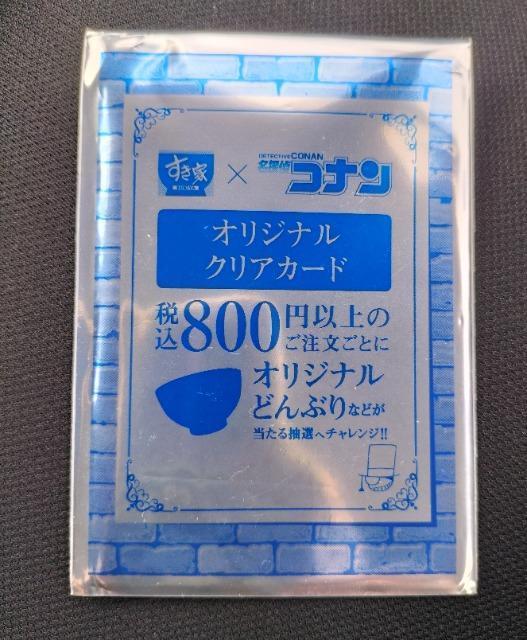 すき家
×
DETECTIVE CONAN
名探偵
コナン
オリジナル
クリアカード
税込800円以上の
ご注文ごとに
オリジナル
どんぶりなどが
当たる抽選へチャレンジ!!